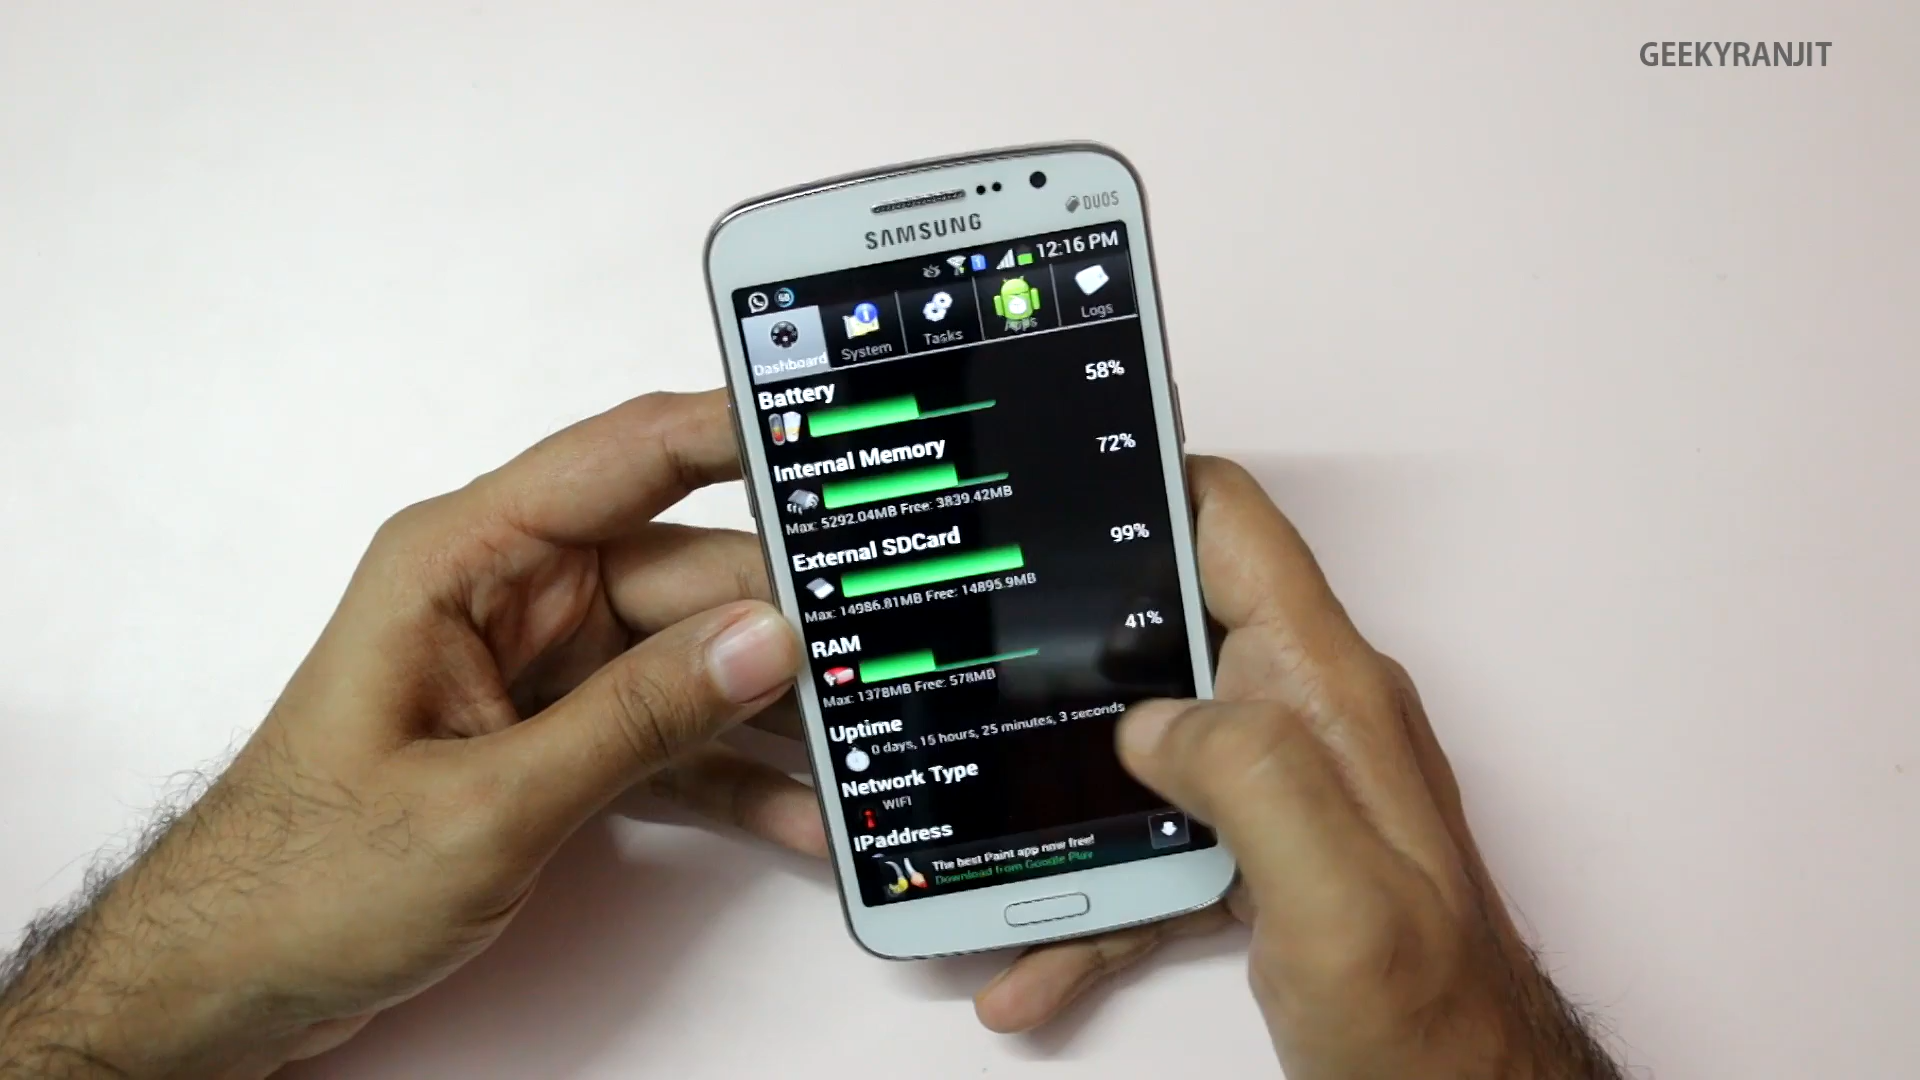 GEEKYRANJIT
DUOS
SAMSUNG
58
1
12:16 PM
Dashboard
System
Tasks
Apps
Logs
Battery
58%
Internal Memory
72%
Max: 5292.04MB Free: 3839.42MB
External SDCard
99%
Max: 14986.81MB Free: 14895.9MB
RAM
41%
Max: 1378MB Free: 578MB
Uptime
0 days, 15 hours, 25 minutes, 3 seconds
Network Type
WIFI
IPaddress
The best Paint app now free!
Download from Google Play